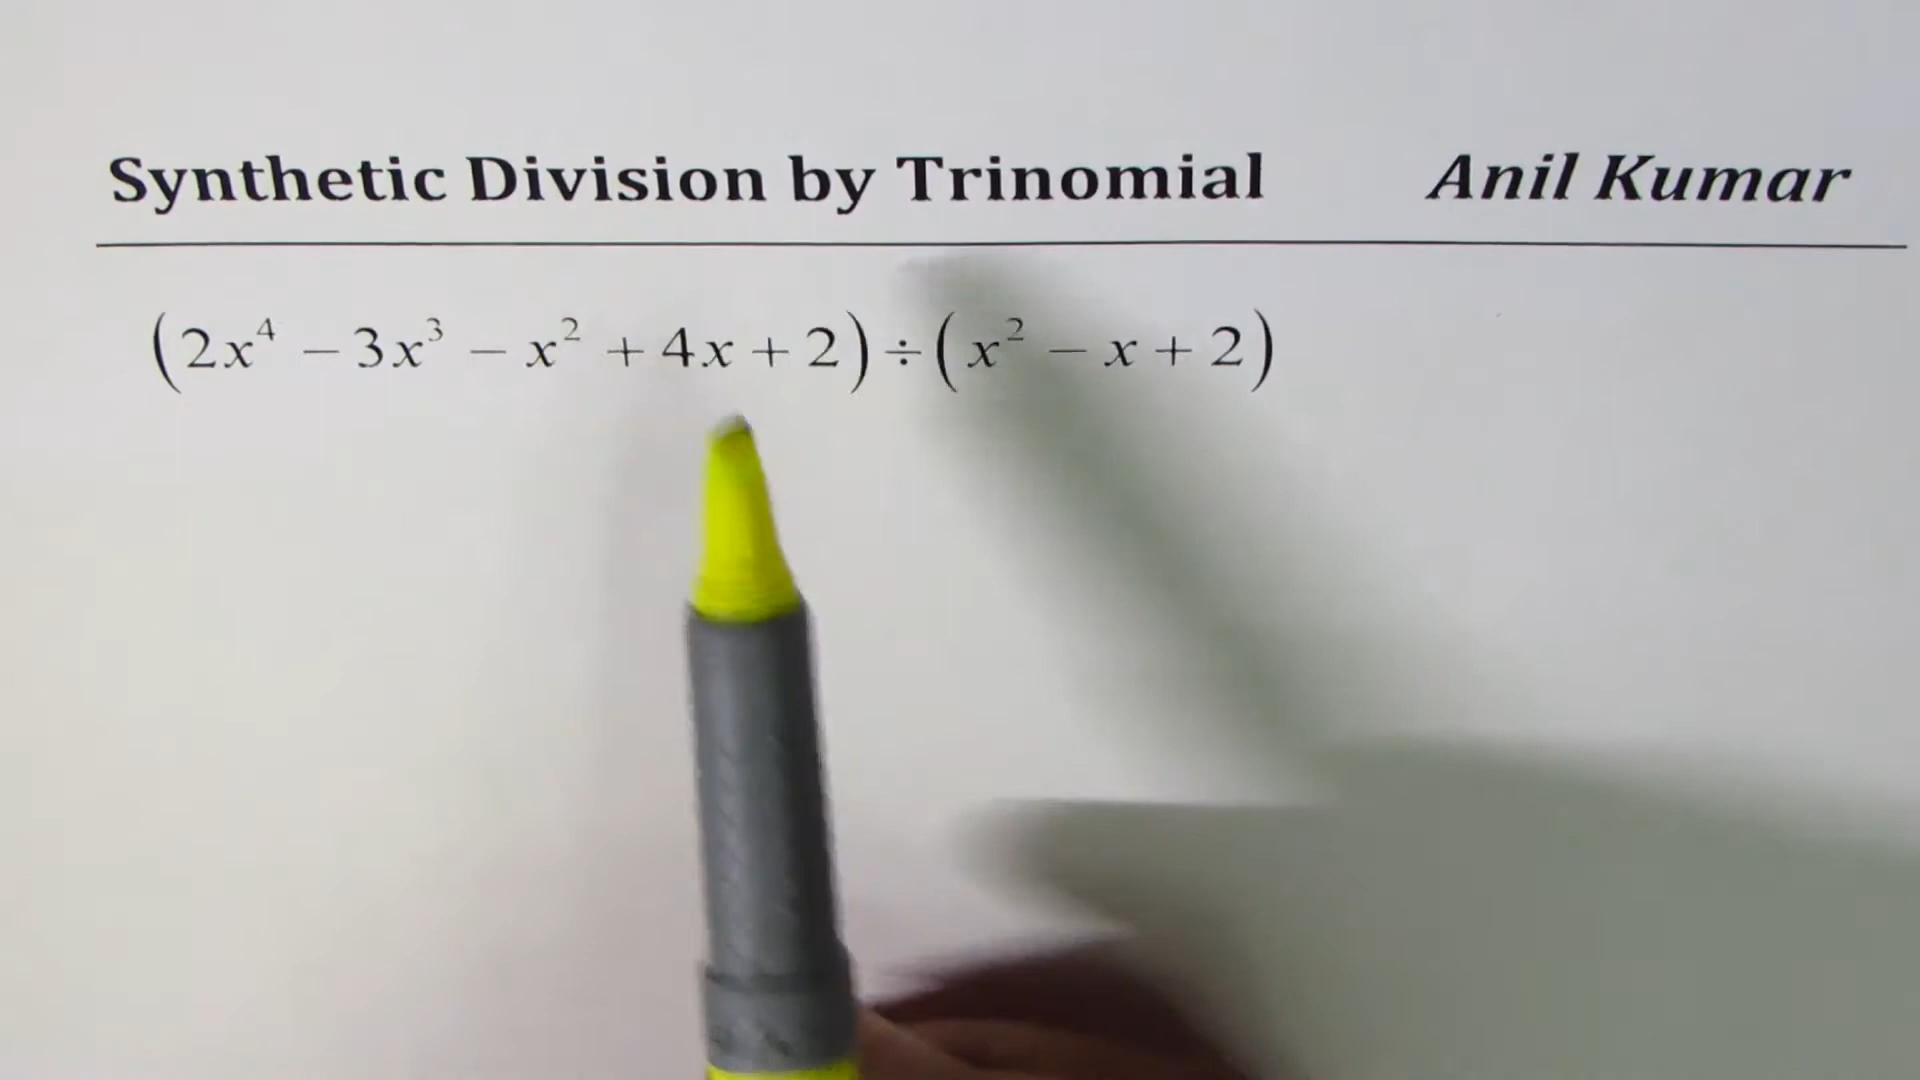 Synthetic Division by Trinomial Anil Kumar
(2x⁴ − 3x³ − x² + 4x + 2) ÷ (x² − x + 2)